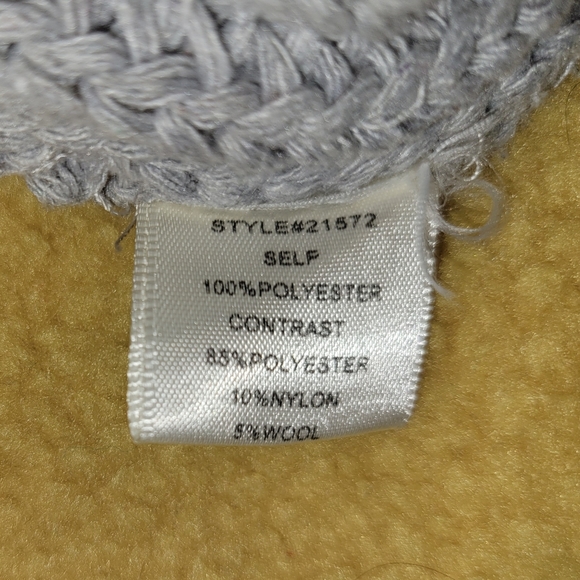 STYLE#21572
SELF
100%POLYESTER
CONTRAST
85%POLYESTER
10%NYLON
5%WOOL